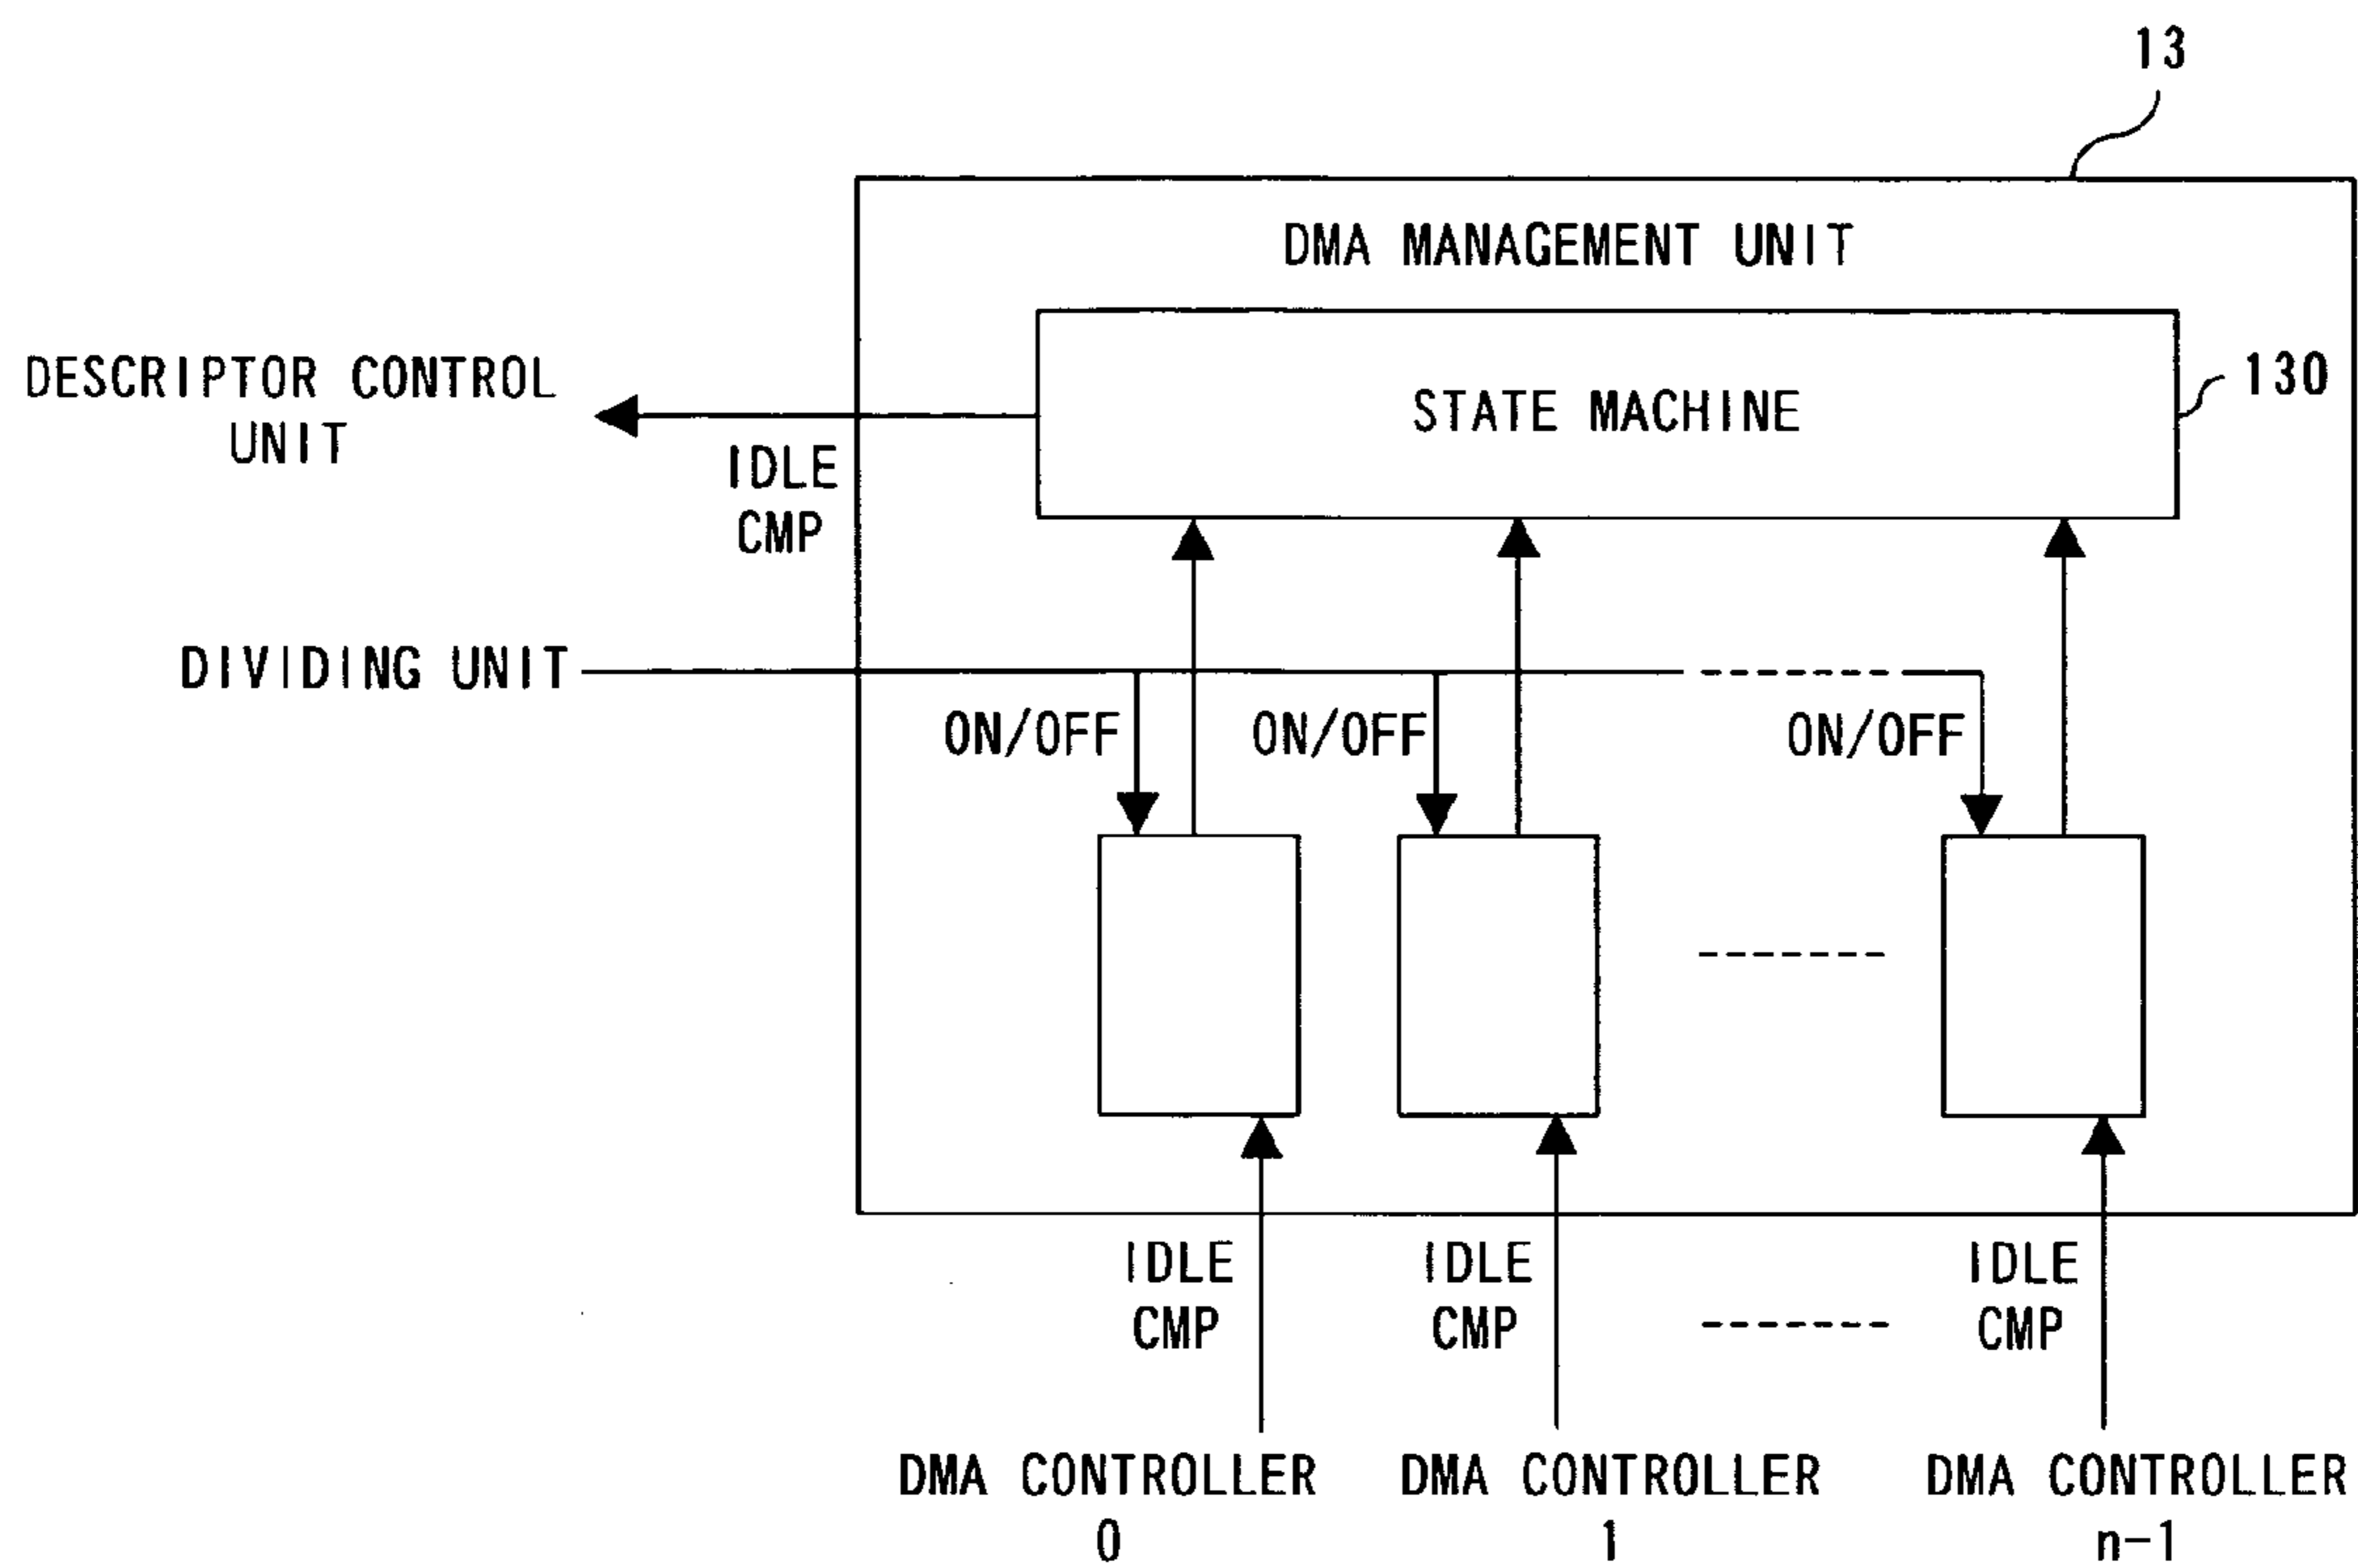 13
DMA MANAGEMENT UNIT
DESCRIPTOR CONTROL
UNIT
STATE MACHINE
130
IDLE
CMP
DIVIDING UNIT
ON/OFF
ON/OFF
ON/OFF
IDLE
CMP
IDLE
CMP
IDLE
CMP
DMA CONTROLLER
0
DMA CONTROLLER
1
DMA CONTROLLER
n-1